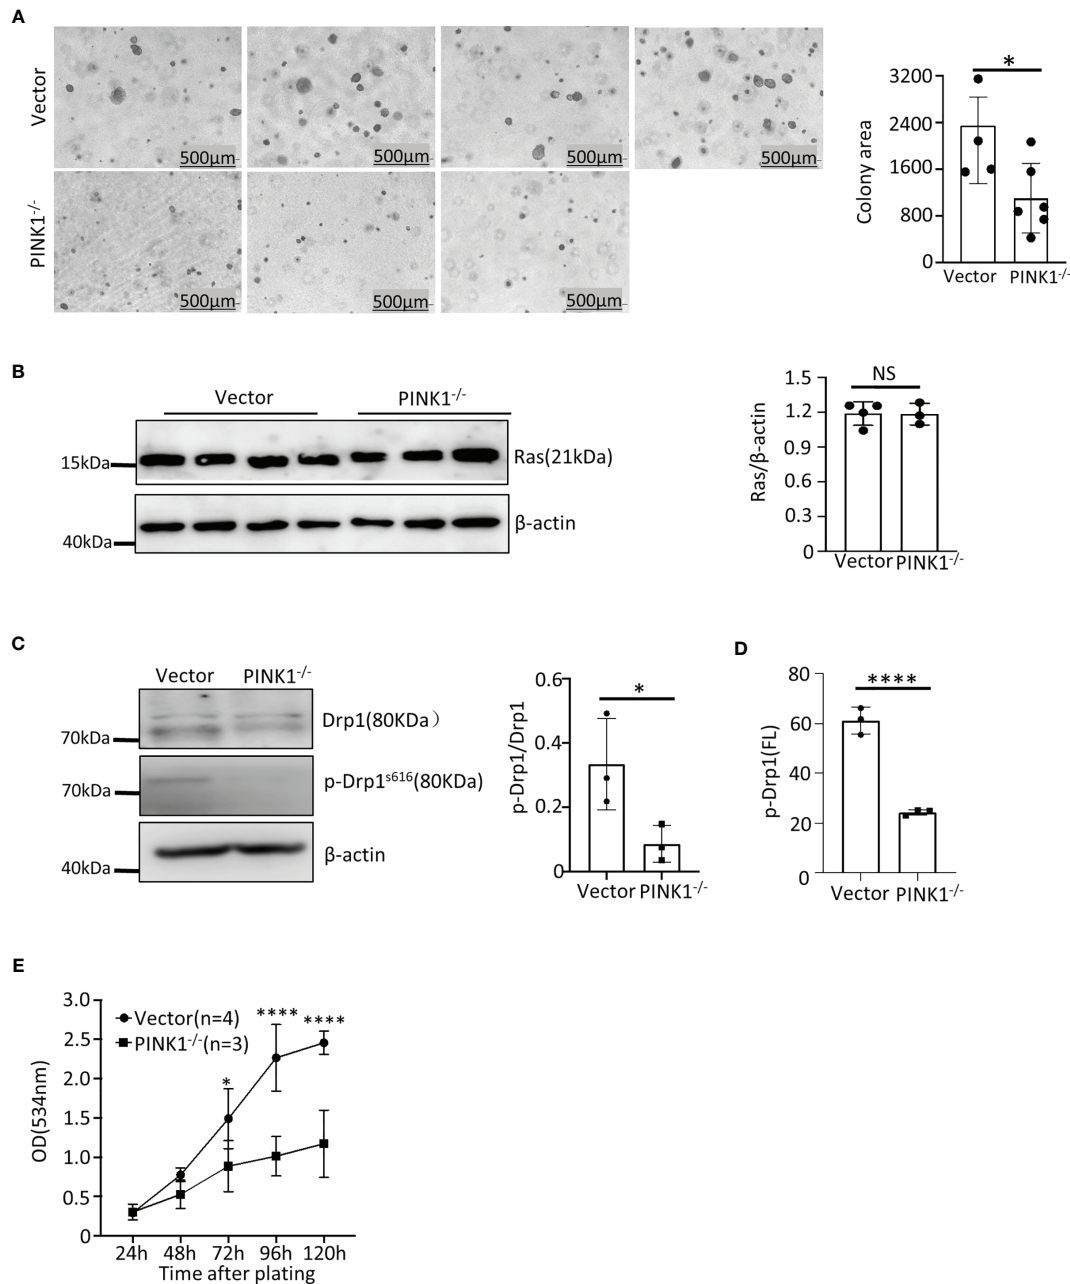 A
Vector
500μm
500μm
500μm
500μm
PINK1-/-
500μm
500μm
500μm
Colony area
3200
2400
1600
800
0
*
Vector PINK1-/-
B
Vector PINK1-/-
15kDa
Ras(21kDa)
40kDa
β-actin
Ras/β-actin
1.5
1.2
0.9
0.6
0.3
0
NS
Vector PINK1-/-
C
Vector PINK1-/-
70kDa
Drp1(80KDa）
70kDa
p-Drp1s616(80KDa)
40kDa
β-actin
p-Drp1/Drp1
0.6
0.4
0.2
0
*
Vector PINK1-/-
D
p-Drp1(FL)
80
60
40
20
0
****
Vector PINK1-/-
E
OD(534nm)
3.0
2.5
2.0
1.5
1.0
0.5
0
Vector(n=4)
PINK1-/-(n=3)
*
****
****
24h 48h 72h 96h 120h
Time after plating